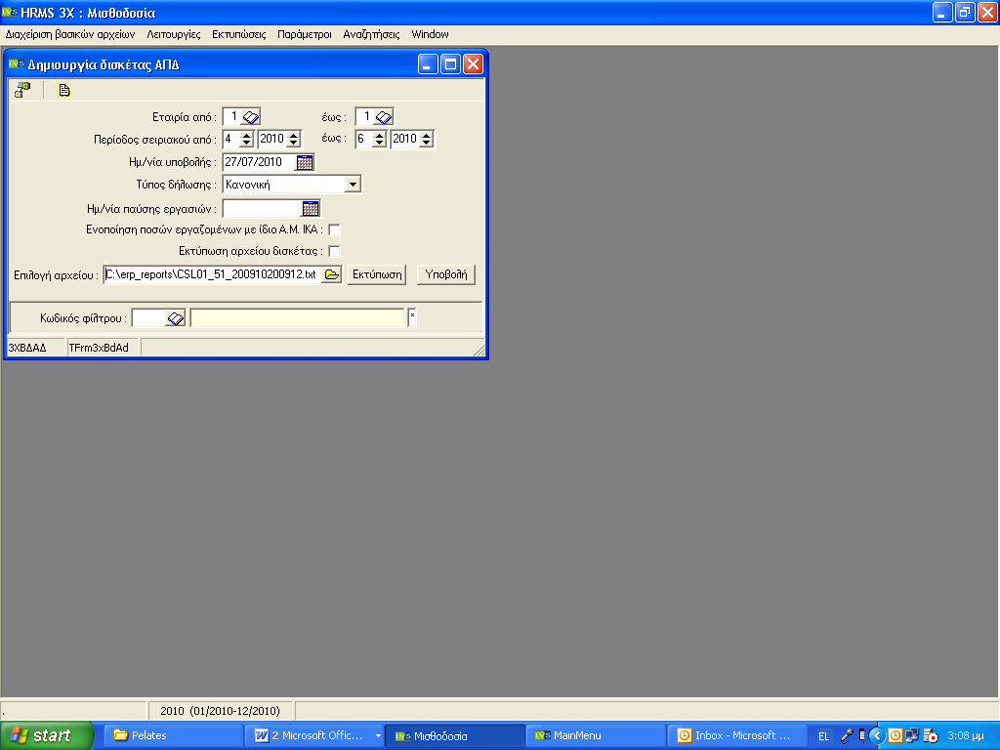 HRMS 3X : Μισθοδοσία
Διαχείριση βασικών αρχείων Λειτουργίες Εκτυπώσεις Παράμετροι Αναζητήσεις Window
Δημιουργία δισκέτας ΑΠΔ
Εταιρία από : 1 έως : 1
Περίοδος σειριακού από : 4 2010 έως : 6 2010
Ημ/νία υποβολής : 27/07/2010
Τύπος δήλωσης : Κανονική
Ημ/νία παύσης εργασιών :
Ενοποίηση ποσών εργαζομένων με ίδιο Α.Μ. ΙΚΑ :
Εκτύπωση αρχείου δισκέτας :
Επιλογή αρχείου : C:\erp_reports\CSL01_51_200910200912.txt Εκτύπωση Υποβολή
Κωδικός φίλτρου : *
3ΧΒΔΑΔ TFrm3xBdAd
. 2010 (01/2010-12/2010)
start Pelates 2 Microsoft Offic... Μισθοδοσία MainMenu Inbox - Microsoft ... EL 3:08 μμ